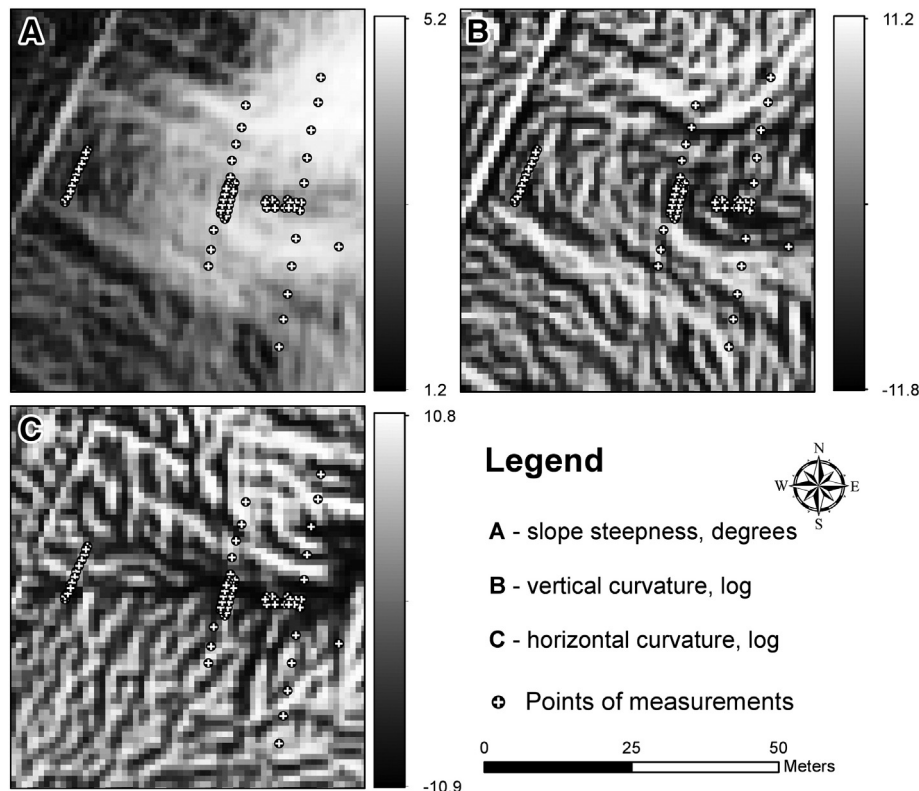 A
5.2
1.2
B
11.2
-11.8
C
10.8
-10.9
Legend
N
W E
S
A - slope steepness, degrees
B - vertical curvature, log
C - horizontal curvature, log
Points of measurements
0 25 50
Meters